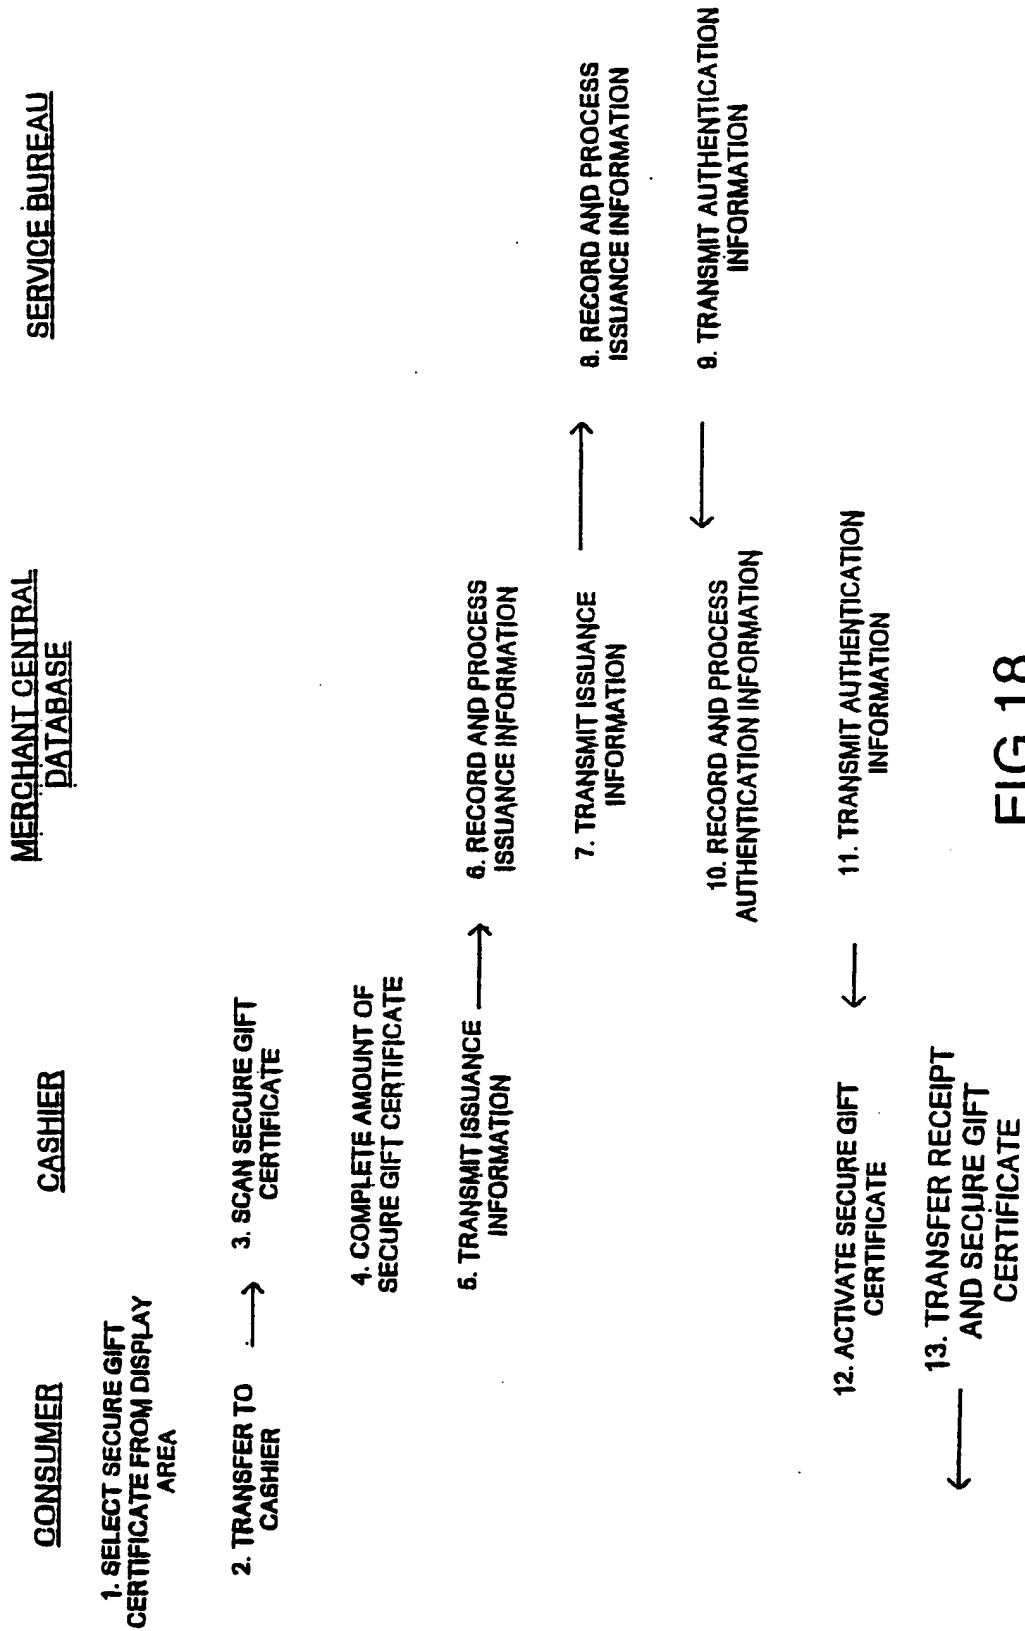 CONSUMER
CASHIER
MERCHANT CENTRAL
DATABASE
SERVICE BUREAU
1. SELECT SECURE GIFT
CERTIFICATE FROM DISPLAY
AREA
2. TRANSFER TO
CASHIER
3. SCAN SECURE GIFT
CERTIFICATE
4. COMPLETE AMOUNT OF
SECURE GIFT CERTIFICATE
5. TRANSMIT ISSUANCE
INFORMATION
6. RECORD AND PROCESS
ISSUANCE INFORMATION
7. TRANSMIT ISSUANCE
INFORMATION
8. RECORD AND PROCESS
ISSUANCE INFORMATION
9. TRANSMIT AUTHENTICATION
INFORMATION
10. RECORD AND PROCESS
AUTHENTICATION INFORMATION
11. TRANSMIT AUTHENTICATION
INFORMATION
12. ACTIVATE SECURE GIFT
CERTIFICATE
13. TRANSFER RECEIPT
AND SECURE GIFT
CERTIFICATE
FIG 18